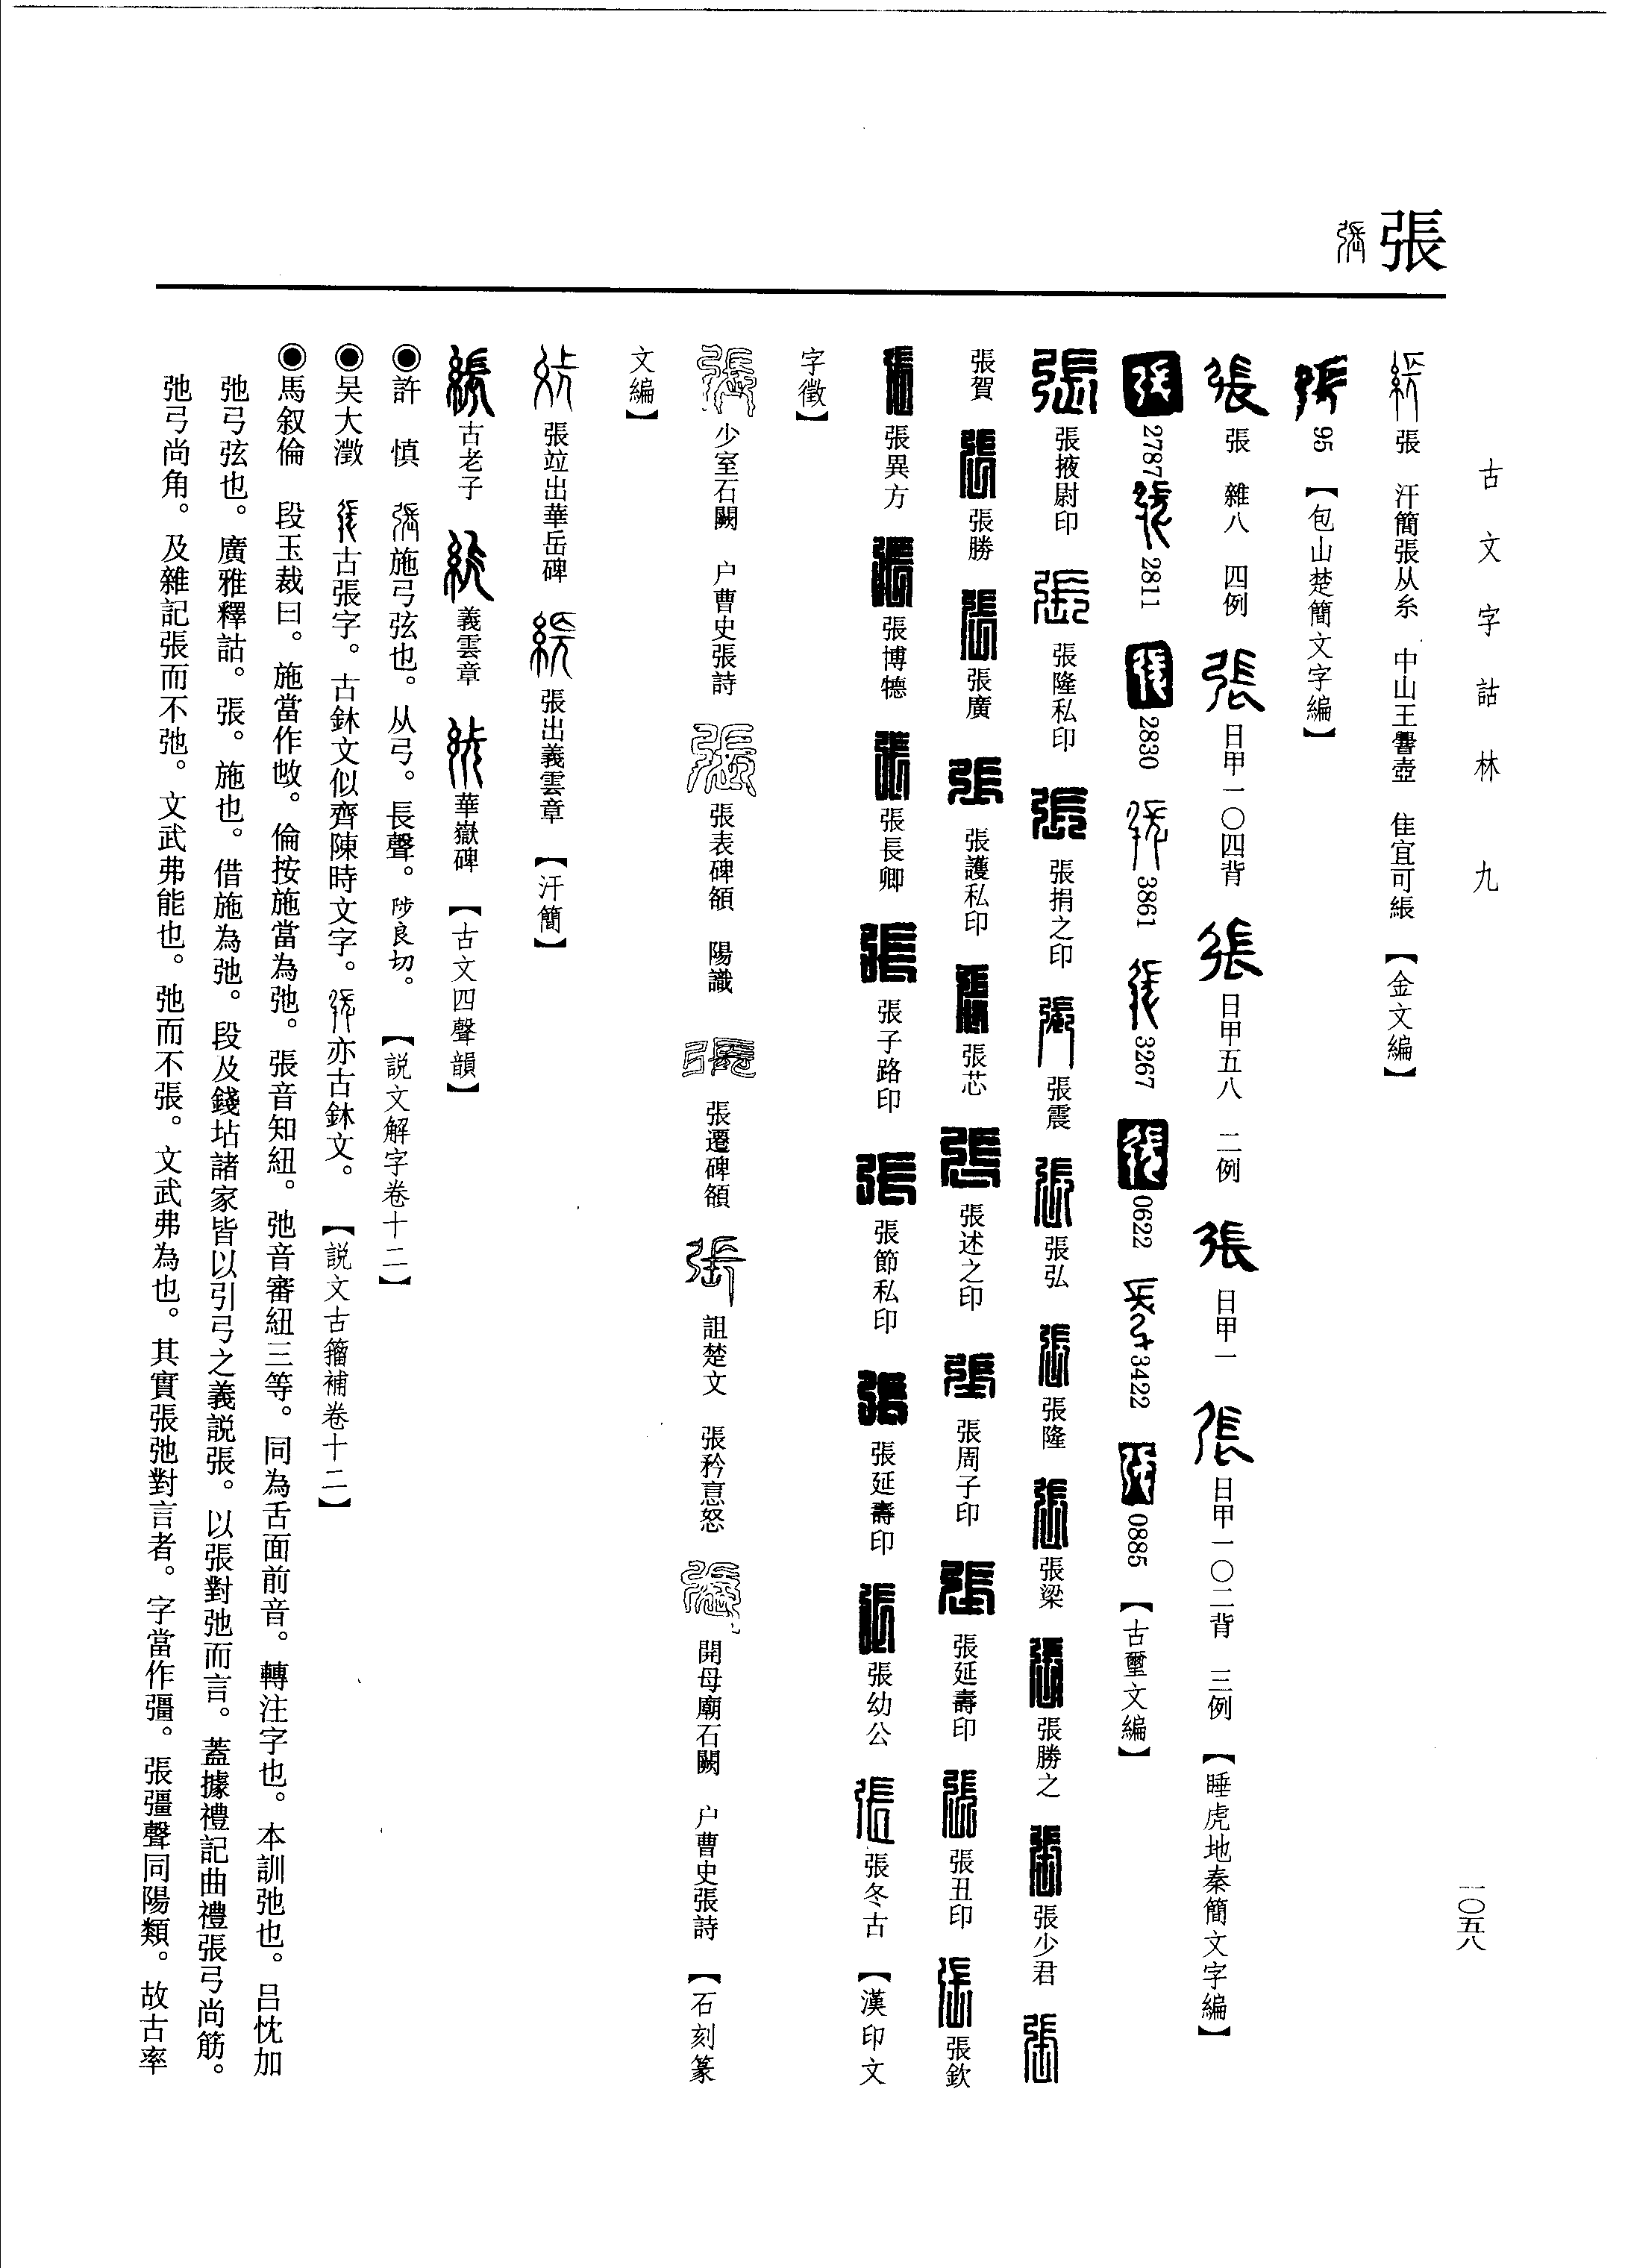 古文字詁林　九
一〇五八
張
張　汗簡張从糸　中山王𰯼壺　隹宜可緩　【金文編】
95　【包山楚簡文字編】
張　雜八　四例　日甲一〇四背　日甲五八　二例　日甲一　日甲一〇二背　三例　【睡虎地秦簡文字編】
2787　2811　2830　3861　3267　0622　3422　0885　【古璽文編】
張掖尉印　張隆私印　張捐之印　張震　張弘　張隆　張梁　張勝之　張少君
張賀　張勝　張廣　張護私印　張芯　張述之印　張周子印　張延壽印　張丑印　張欽
張異方　張博德　張長卿　張子路印　張節私印　張延壽印　張幼公　張冬古　【漢印文
字徵】
少室石闕　户曹史張詩　張表碑額　陽識　張遷碑額　詛楚文　張矜意怒　開母廟石闕　户曹史張詩　【石刻篆
文編】
張竝出華岳碑　張出義雲章　【汗簡】
古老子　義雲章　華嶽碑　【古文四聲韻】
◉許　慎　施弓弦也。从弓。長聲。陟良切。　【説文解字卷十二】
◉吴大澂　古張字。古鉨文似齊陳時文字。亦古鉨文。　【説文古籀補卷十二】
◉馬叙倫　段玉裁曰。施當作㢮。倫按施當為弛。張音知紐。弛音審紐三等。同為舌面前音。轉注字也。本訓弛也。吕忱加
弛弓弦也。廣雅釋詁。張。施也。借施為弛。段及錢坫諸家皆以引弓之義説張。以張對弛而言。蓋據禮記曲禮張弓尚筋。
弛弓尚角。及雜記張而不弛。文武弗能也。弛而不張。文武弗為也。其實張弛對言者。字當作彊。張彊聲同陽類。故古率